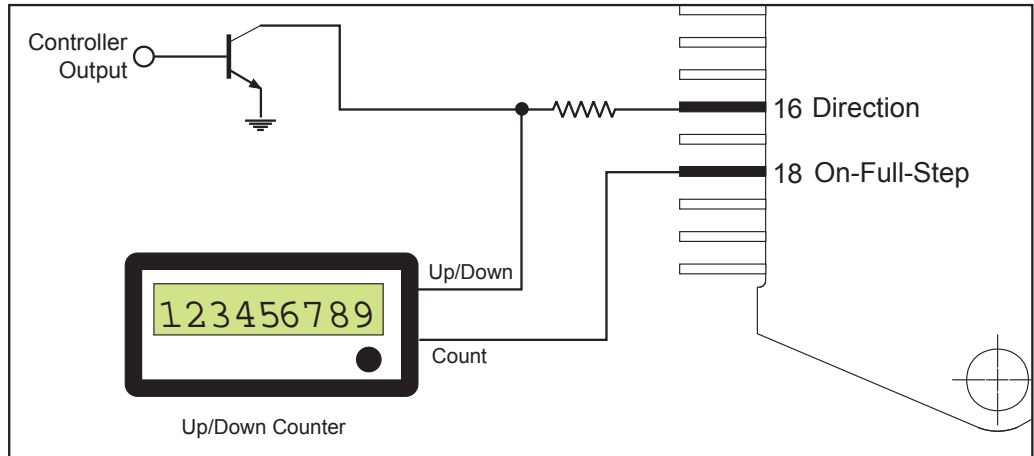 Controller
Output
16 Direction
18 On-Full-Step
Up/Down
123456789
Count
Up/Down Counter